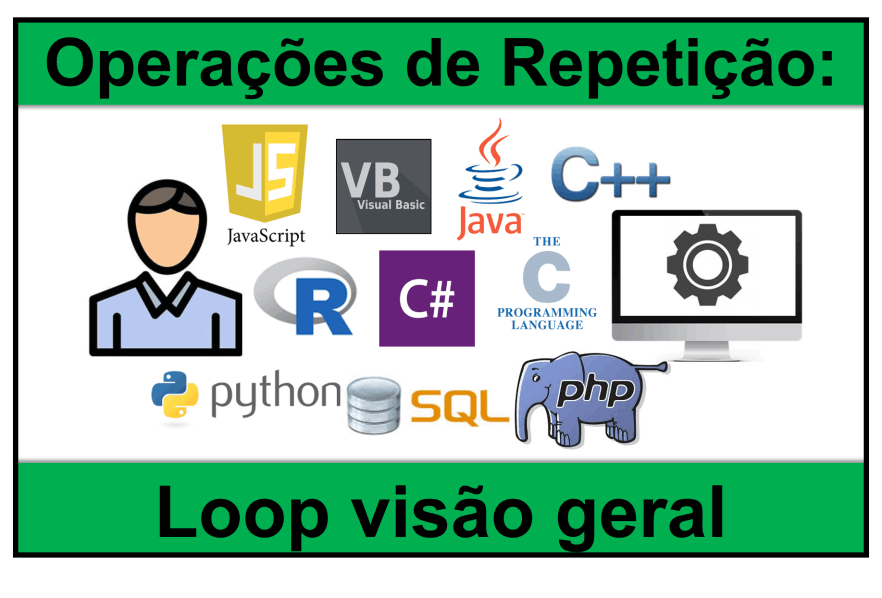 Operações de Repetição:
JS
JavaScript
VB
Visual Basic
Java
C++
R
C#
THE
C
PROGRAMMING
LANGUAGE
python
SQL
php
Loop visão geral